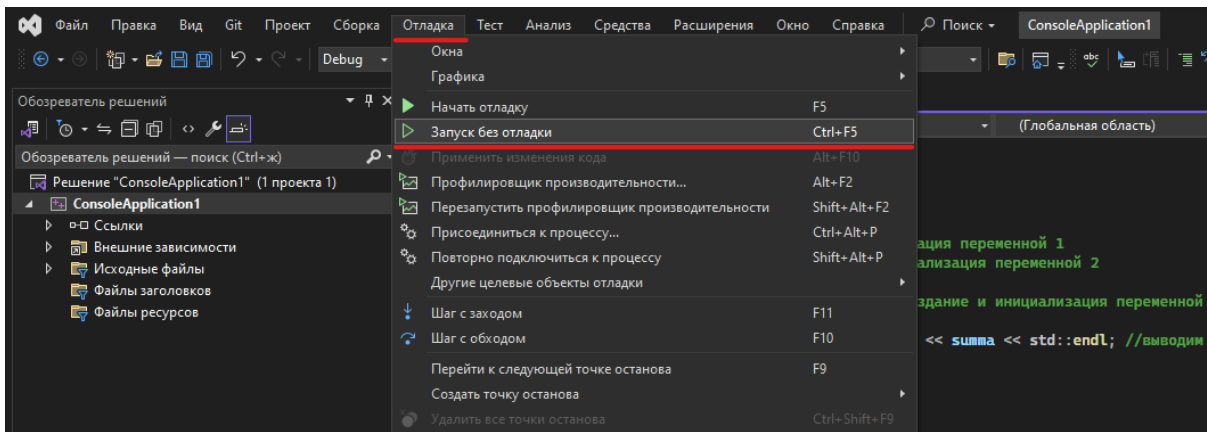 Файл Правка Вид Git Проект Сборка Отладка Тест Анализ Средства Расширения Окно Справка Поиск ConsoleApplication1
Debug
Обозреватель решений
Обозреватель решений — поиск (Ctrl+ж)
Решение "ConsoleApplication1" (1 проекта 1)
ConsoleApplication1
Ссылки
Внешние зависимости
Исходные файлы
Файлы заголовков
Файлы ресурсов
Окна
Графика
Начать отладку F5
Запуск без отладки Ctrl+F5
Применить изменения кода Alt+F10
Профилировщик производительности... Alt+F2
Перезапустить профилировщик производительности Shift+Alt+F2
Присоединиться к процессу... Ctrl+Alt+P
Повторно подключиться к процессу Shift+Alt+P
Другие целевые объекты отладки
Шаг с заходом F11
Шаг с обходом F10
Перейти к следующей точке останова F9
Создать точку останова
Удалить все точки останова Ctrl+Shift+F9
abc
(Глобальная область)
ация переменной 1
ализация переменной 2
здание и инициализация переменной
<< summa << std::endl; //выводим